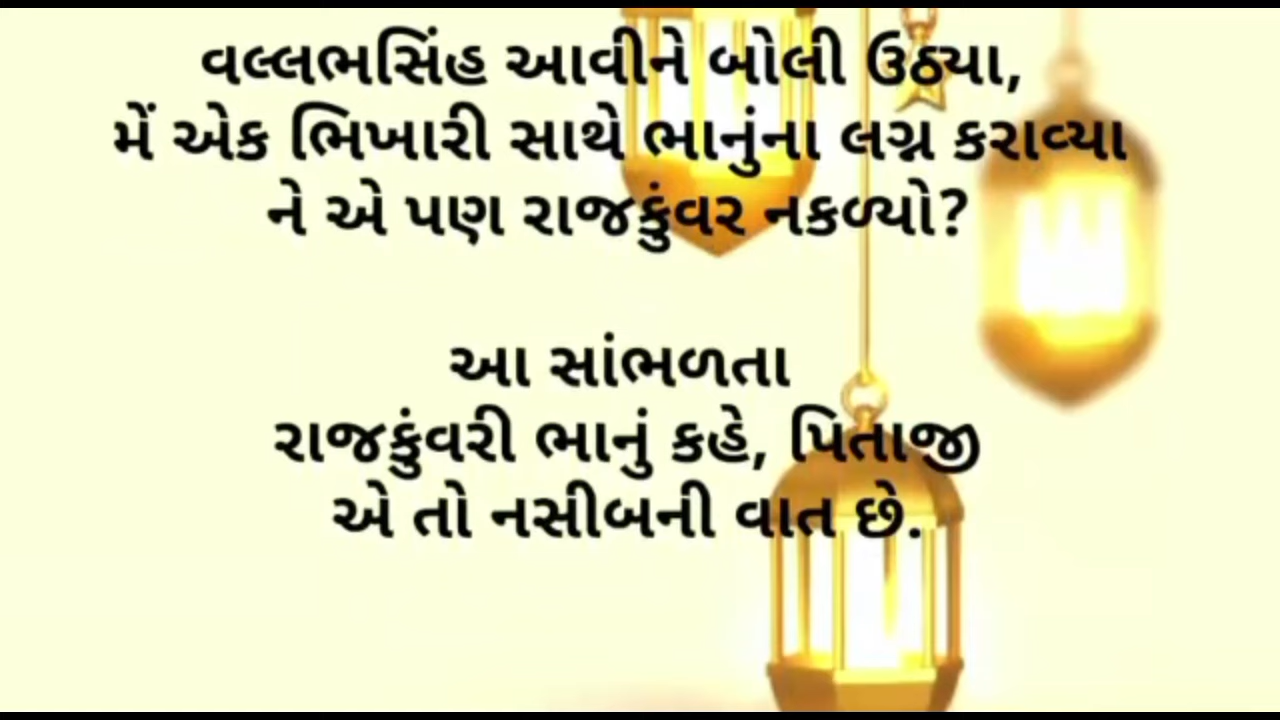 વલ્લભસિંહ આવીને બોલી ઉઠ્યા,
મેં એક ભિખારી સાથે ભાનુંના લગ્ન કરાવ્યા
ને એ પણ રાજકુંવર નકળ્યો?
આ સાંભળતા
રાજકુંવરી ભાનું કહે, પિતાજી
એ તો નસીબની વાત છે.